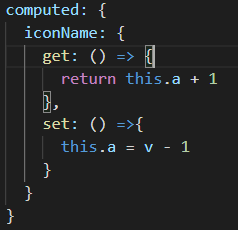 computed: {
  iconName: {
    get: () => {
      return this.a + 1
    },
    set: () =>{
      this.a = v - 1
    }
  }
}